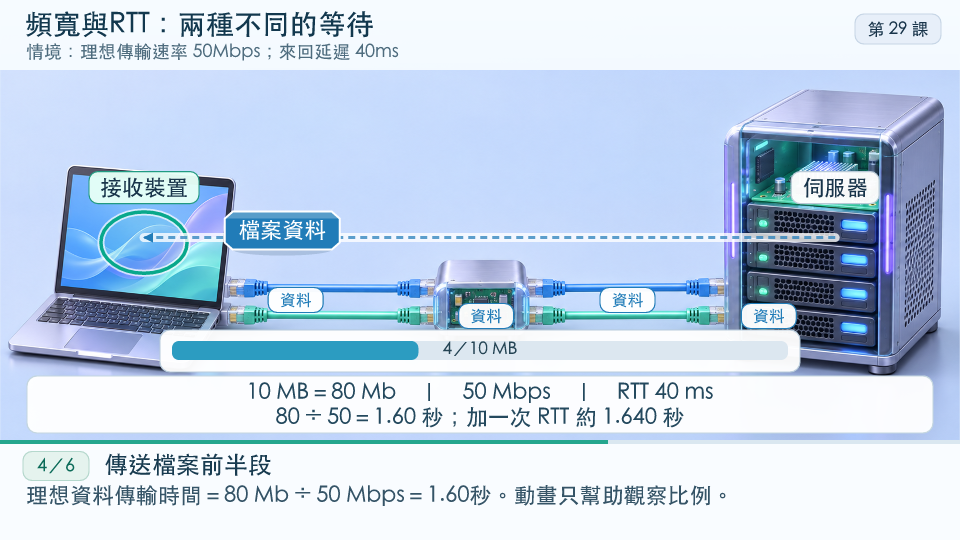 頻寬與RTT：兩種不同的等待
情境：理想傳輸速率 50Mbps；來回延遲 40ms
第 29 課
接收裝置
伺服器
檔案資料
資料
資料
資料
資料
4／10 MB
10 MB＝80 Mb ｜ 50 Mbps ｜ RTT 40 ms
80 ÷ 50＝1.60 秒；加一次 RTT 約 1.640 秒
4／6
傳送檔案前半段
理想資料傳輸時間＝80 Mb ÷ 50 Mbps＝1.60秒。動畫只幫助觀察比例。